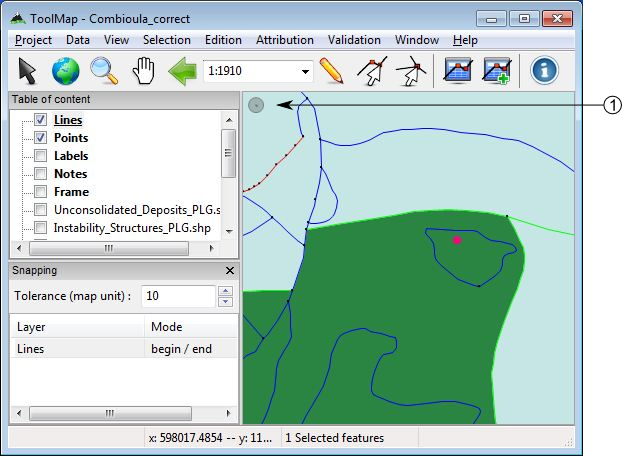 ToolMap - Combioula_correct
Project Data View Selection Edition Attribution Validation Window Help
1:1910
Table of content
Lines
Points
Labels
Notes
Frame
Unconsolidated_Deposits_PLG.s
Instability_Structures_PLG.shp
Snapping
Tolerance (map unit) : 10
Layer Mode
Lines begin / end
x: 598017.4854 -- y: 11... 1 Selected features
1